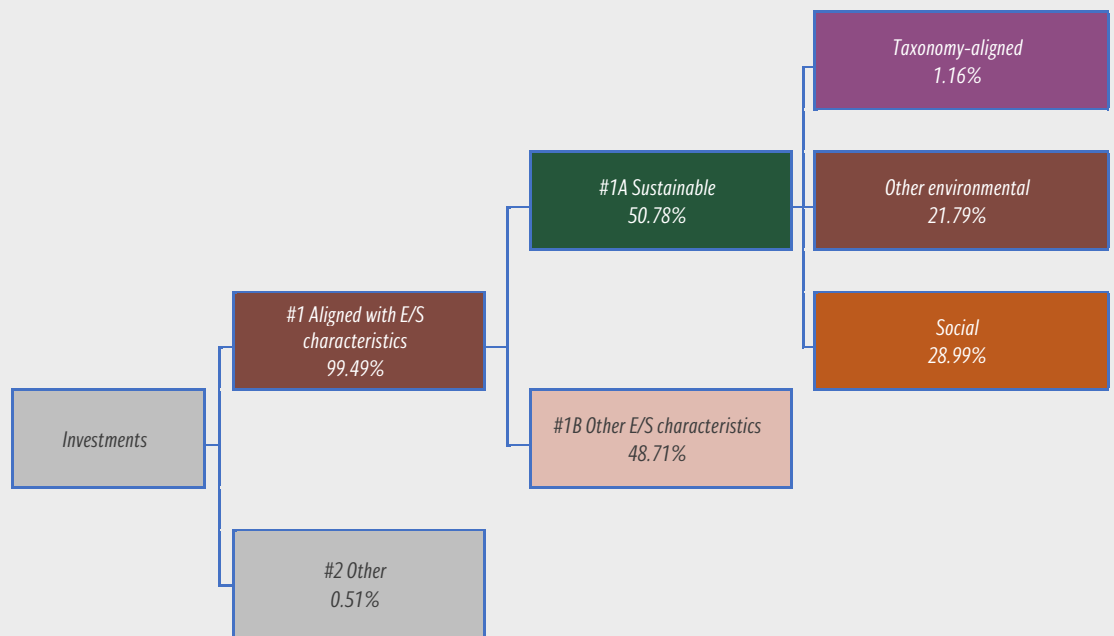 Taxonomy-aligned
1.16%
#1A Sustainable
50.78%
Other environmental
21.79%
#1 Aligned with E/S
characteristics
99.49%
Social
28.99%
Investments
#1B Other E/S characteristics
48.71%
#2 Other
0.51%